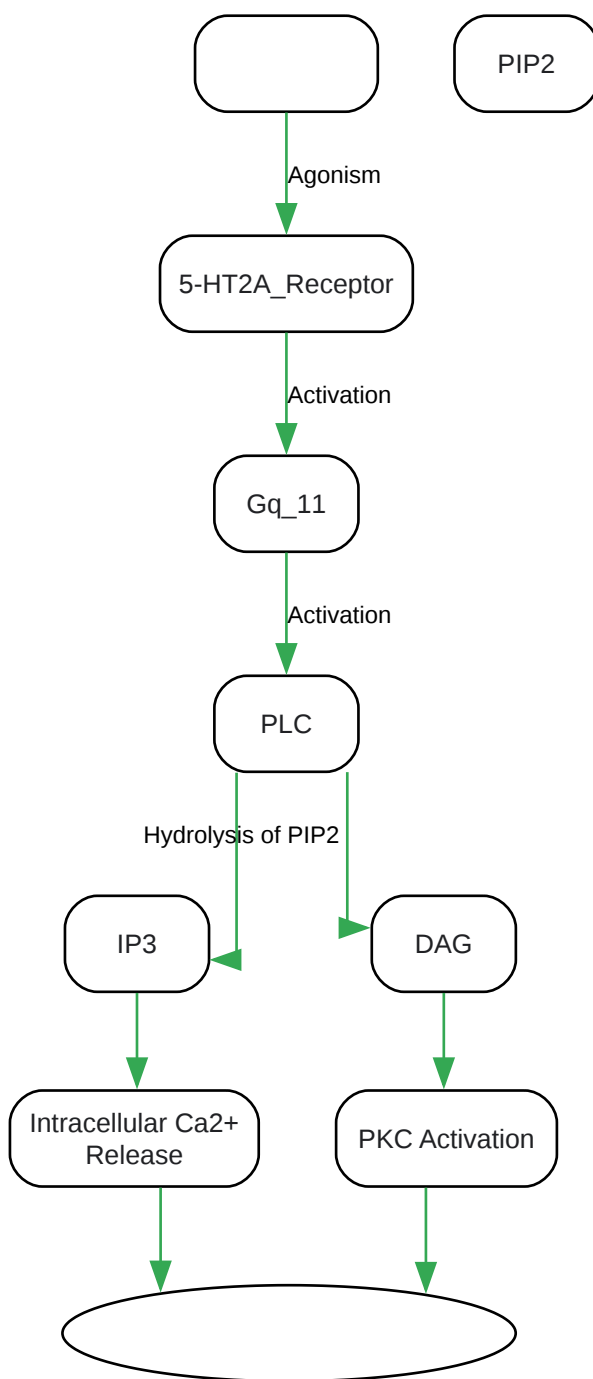 PIP2
Agonism
5-HT2A_Receptor
Activation
Gq_11
Activation
PLC
Hydrolysis of PIP2
IP3
DAG
Intracellular Ca2+
Release
PKC Activation